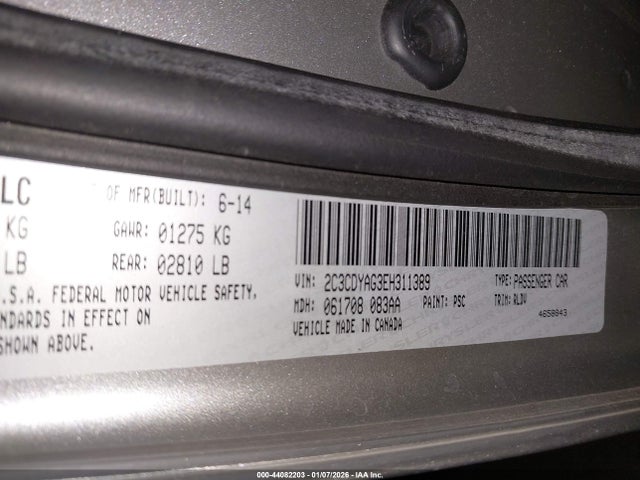 LC OF MFR(BUILT): 6-14
KG GAWR: 01275 KG
LB REAR: 02810 LB
.S.A. FEDERAL MOTOR VEHICLE SAFETY,
NDARDS IN EFFECT ON
SHOWN ABOVE.
VIN: 2C3CDYAG3EH311389 TYPE: PASSENGER CAR
MDH: 061708 083AA PAINT: PSC TRIM: RLDV
VEHICLE MADE IN CANADA 4658843
000-44082203 - 01/07/2026 - IAA Inc.